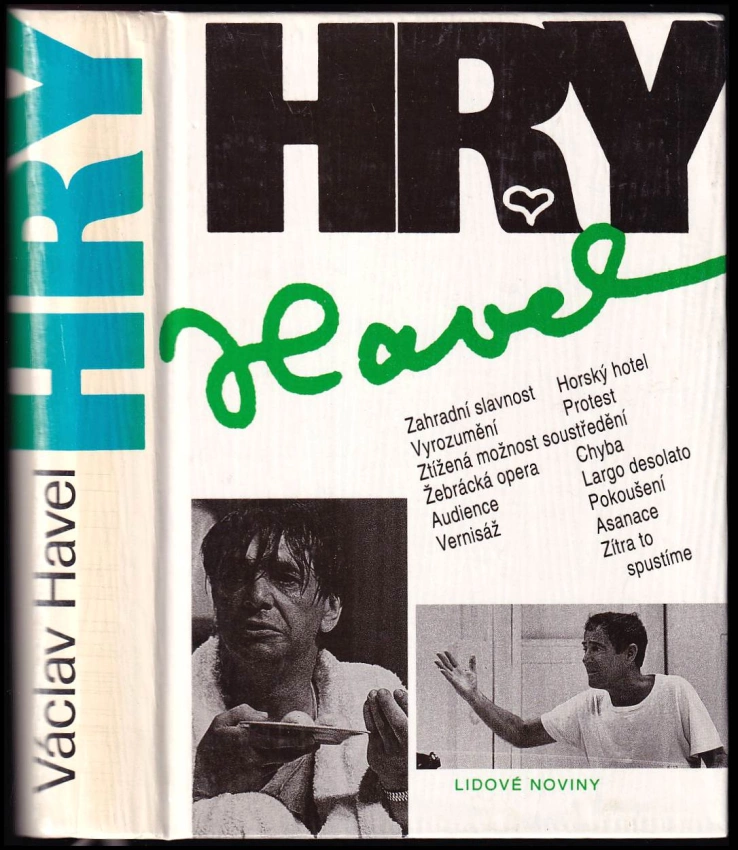 HRY
Václav Havel
HRY
Havel
Zahradní slavnost
Vyrozumění
Ztížená možnost soustředění
Žebrácká opera
Audience
Vernisáž
Horský hotel
Protest
Chyba
Largo desolato
Pokoušení
Asanace
Zítra to
spustíme
LIDOVÉ NOVINY